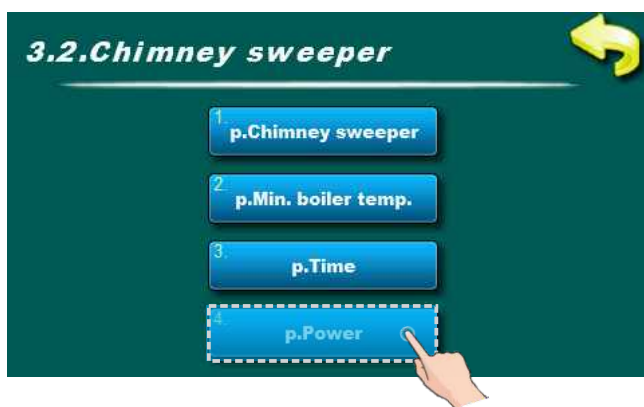 3.2.Chimney sweeper
1.
p.Chimney sweeper
2.
p.Min. boiler temp.
3.
p.Time
4.
p.Power